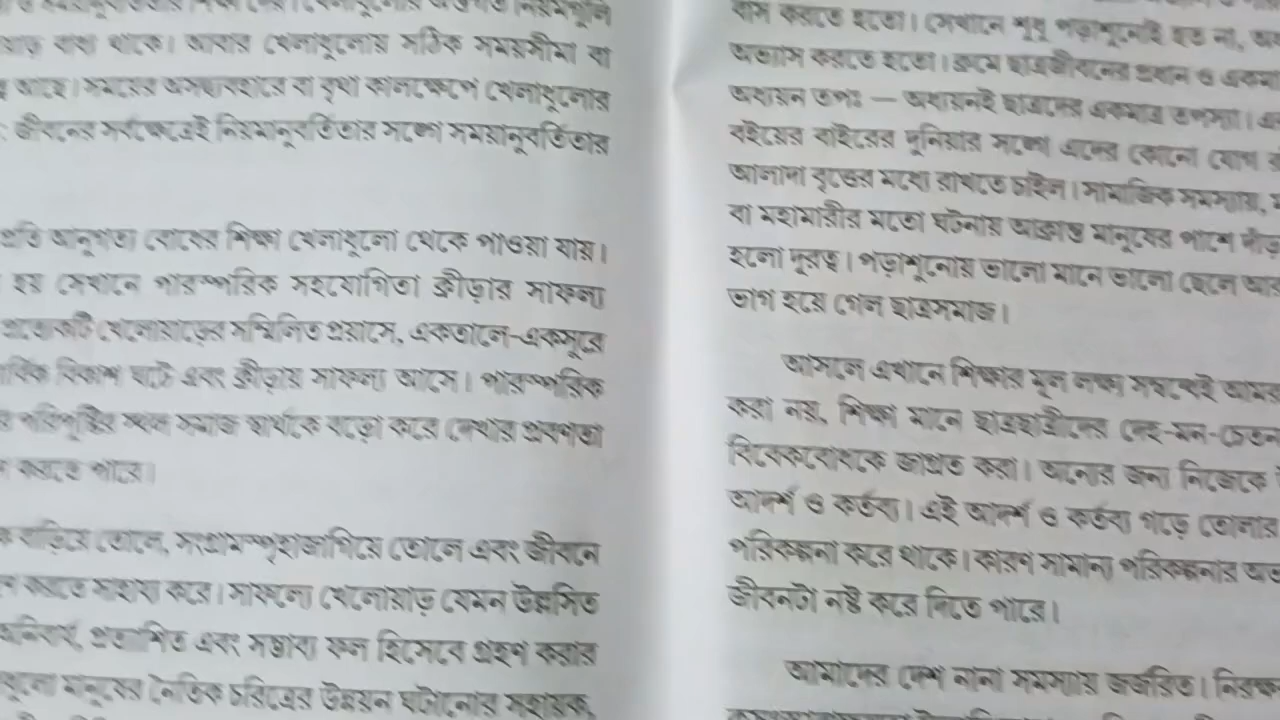 বাঁধা থাকে। আবার খেলাধুলোয় সঠিক সময়সীমা বা
আছে। সময়ের অসদ্ব্যবহারে বা বৃথা কালক্ষেপে খেলাধুলোর
জীবনের সর্বক্ষেত্রেই নিয়মানুবর্তিতার সঙ্গে সময়ানুবর্তিতার
প্রতি আনুগত্য বোধের শিক্ষা খেলাধুলো থেকে পাওয়া যায়।
হয় সেখানে পারস্পরিক সহযোগিতা ক্রীড়ার সাফল্য
প্রত্যেকটি খেলোয়াড়ের সম্মিলিত প্রয়াসে, একতালে-একসূত্রে
বিকাশ ঘটে এবং ক্রীড়ায় সাফল্য আসে। পারস্পরিক
পরিপুষ্টির ফলে সমাজ স্বার্থকে বড়ো করে দেখার প্রবণতা
করতে পারে।
বাড়িয়ে তোলে, সংগ্রামস্পৃহাজাগিয়ে তোলে এবং জীবনে
করতে সাহায্য করে। সাফল্যে খেলোয়াড় যেমন উল্লসিত
অনিবার্য, প্রত্যাশিত এবং সম্ভাব্য ফল হিসেবে গ্রহণ করার
মানুষের নৈতিক চরিত্রের উন্নয়ন ঘটানোর সহায়ক,
বাস করতে হতো। সেখানে শুধু পড়াশুনোই হত না,
অভ্যাস করতে হতো। ক্রমে ছাত্রজীবনের প্রধান ও
অধ্যয়ন তপঃ — অধ্যয়নই ছাত্রদের একমাত্র তপস্যা।
বইয়ের বাইরের দুনিয়ার সঙ্গে এদের কোনো যোগ
আলাদা বৃত্তের মধ্যে রাখতে চাইল। সামাজিক সমস্যায়,
বা মহামারীর মতো ঘটনায় আক্রান্ত মানুষের পাশে
হলো দূরত্ব। পড়াশুনোয় ভালো মানে ভালো ছেলে
ভাগ হয়ে গেল ছাত্রসমাজ।
আসলে এখানে শিক্ষার মূল লক্ষ্য সম্বন্ধেই
করা নয়, শিক্ষা মানে ছাত্রছাত্রীদের দেহ-মন-
বিবেকবোধকে জাগ্রত করা। অন্যের জন্য নিজেকে
আদর্শ ও কর্তব্য। এই আদর্শ ও কর্তব্য গড়ে তোলার
পরিকল্পনা করে থাকে। কারণ সামান্য পরিকল্পনার
জীবনটা নষ্ট করে দিতে পারে।
আমাদের দেশ নানা সমস্যায় জর্জরিত।